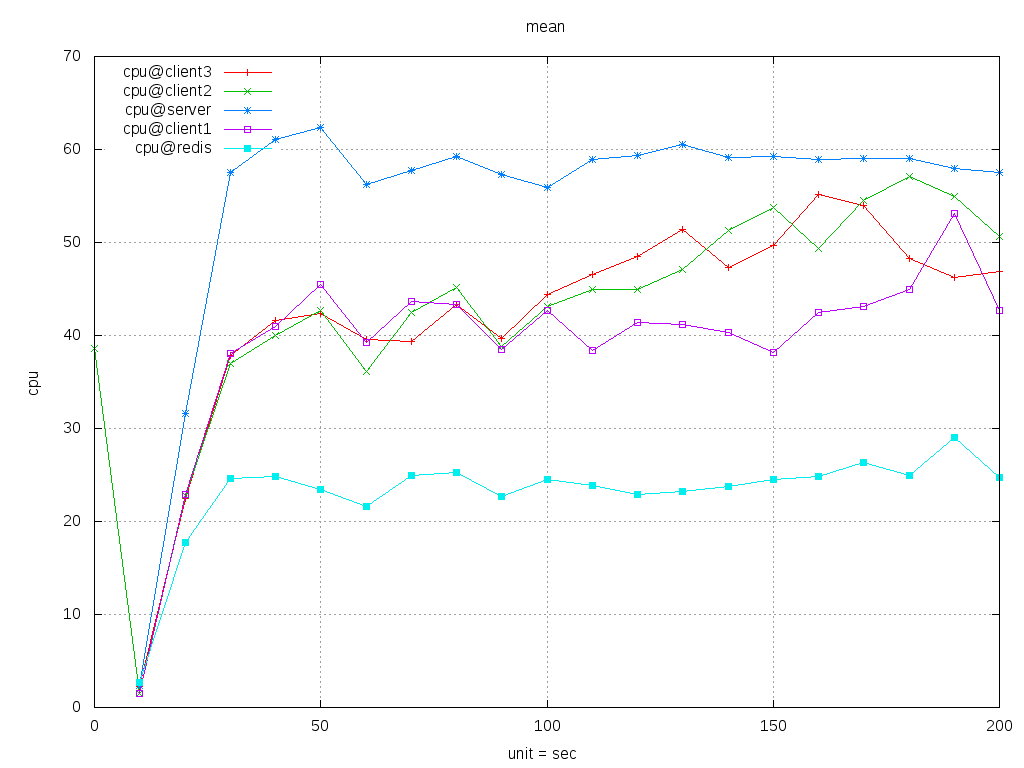 mean
cpu
70
60
50
40
30
20
10
0
cpu@client3
cpu@client2
cpu@server
cpu@client1
cpu@redis
0 50 100 150 200
unit = sec